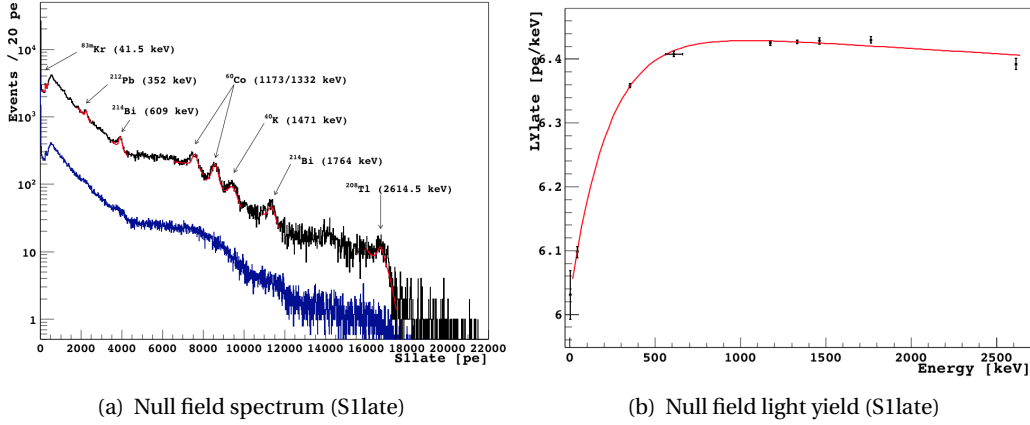 Events / 20 pe
10⁴
10³
10²
10
1
⁸³ᵐKr (41.5 keV)
²¹²Pb (352 keV)
²¹⁴Bi (609 keV)
⁶⁰Co (1173/1332 keV)
⁴⁰K (1471 keV)
²¹⁴Bi (1764 keV)
²⁰⁸Tl (2614.5 keV)
0 2000 4000 6000 8000 10000 12000 14000 16000 18000 20000 22000
S1late [pe]
(a) Null field spectrum (S1late)
LYlate [pe/keV]
6.4
6.3
6.2
6.1
6
0 500 1000 1500 2000 2500
Energy [keV]
(b) Null field light yield (S1late)